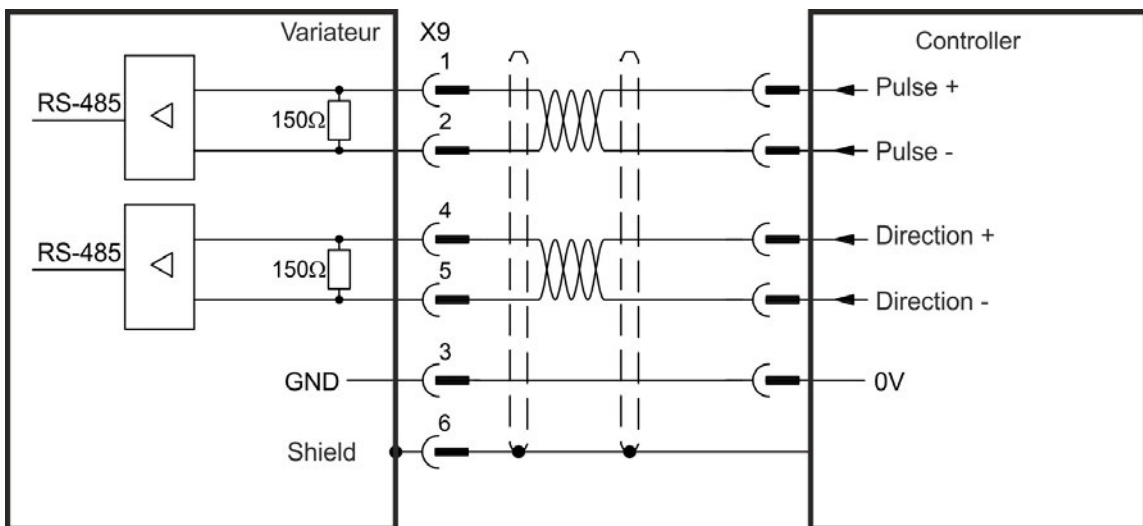 Variateur X9 Controller
1
RS-485 150Ω Pulse +
2
Pulse -
4
RS-485 150Ω Direction +
5
Direction -
3
GND 0V
6
Shield